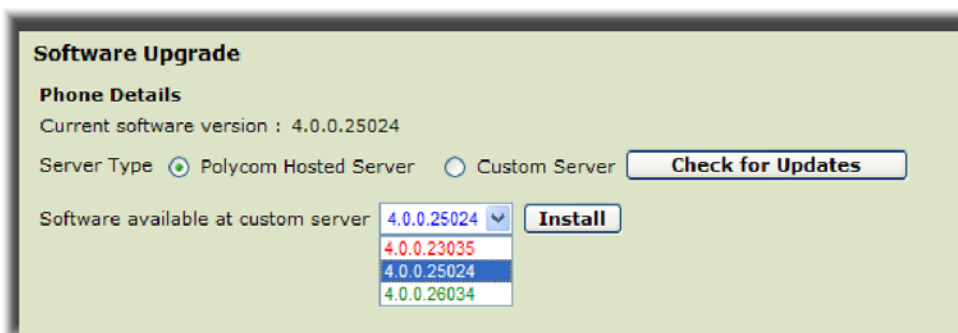 Software Upgrade
Phone Details
Current software version : 4.0.0.25024
Server Type Polycom Hosted Server Custom Server Check for Updates
Software available at custom server 4.0.0.25024 Install
4.0.0.23035
4.0.0.25024
4.0.0.26034